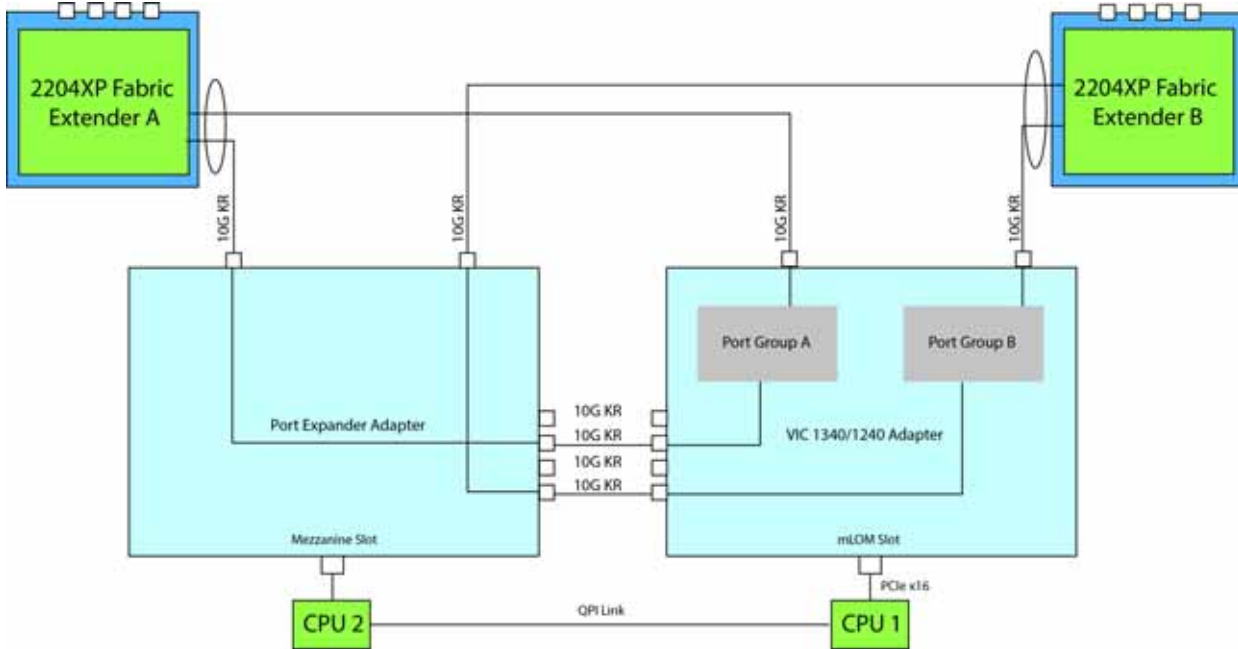 2204XP Fabric
Extender A
2204XP Fabric
Extender B
10G KR
10G KR
10G KR
10G KR
Port Group A
Port Group B
10G KR
10G KR
10G KR
10G KR
Port Expander Adapter
VIC 1340/1240 Adapter
Mezzanine Slot
mLOM Slot
PCIe x16
CPU 2
QPI Link
CPU 1